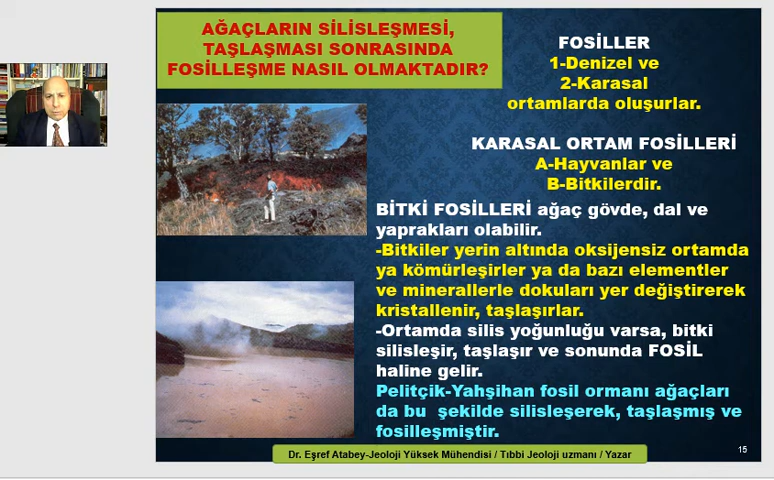 AĞAÇLARIN SİLİSLEŞMESİ,
TAŞLAŞMASI SONRASINDA
FOSİLLEŞME NASIL OLMAKTADIR?
FOSİLLER
1-Denizel ve
2-Karasal
ortamlarda oluşurlar.
KARASAL ORTAM FOSİLLERİ
A-Hayvanlar ve
B-Bitkilerdir.
BİTKİ FOSİLLERİ ağaç gövde, dal ve
yaprakları olabilir.
-Bitkiler yerin altında oksijensiz ortamda
ya kömürleşirler ya da bazı elementler
ve minerallerle dokuları yer değiştirerek
kristallenir, taşlaşırlar.
-Ortamda silis yoğunluğu varsa, bitki
silisleşir, taşlaşır ve sonunda FOSİL
haline gelir.
Pelitçik-Yahşihan fosil ormanı ağaçları
da bu şekilde silisleşerek, taşlaşmış ve
fosilleşmiştir.
Dr. Eşref Atabey-Jeoloji Yüksek Mühendisi / Tıbbi Jeoloji uzmanı / Yazar
15